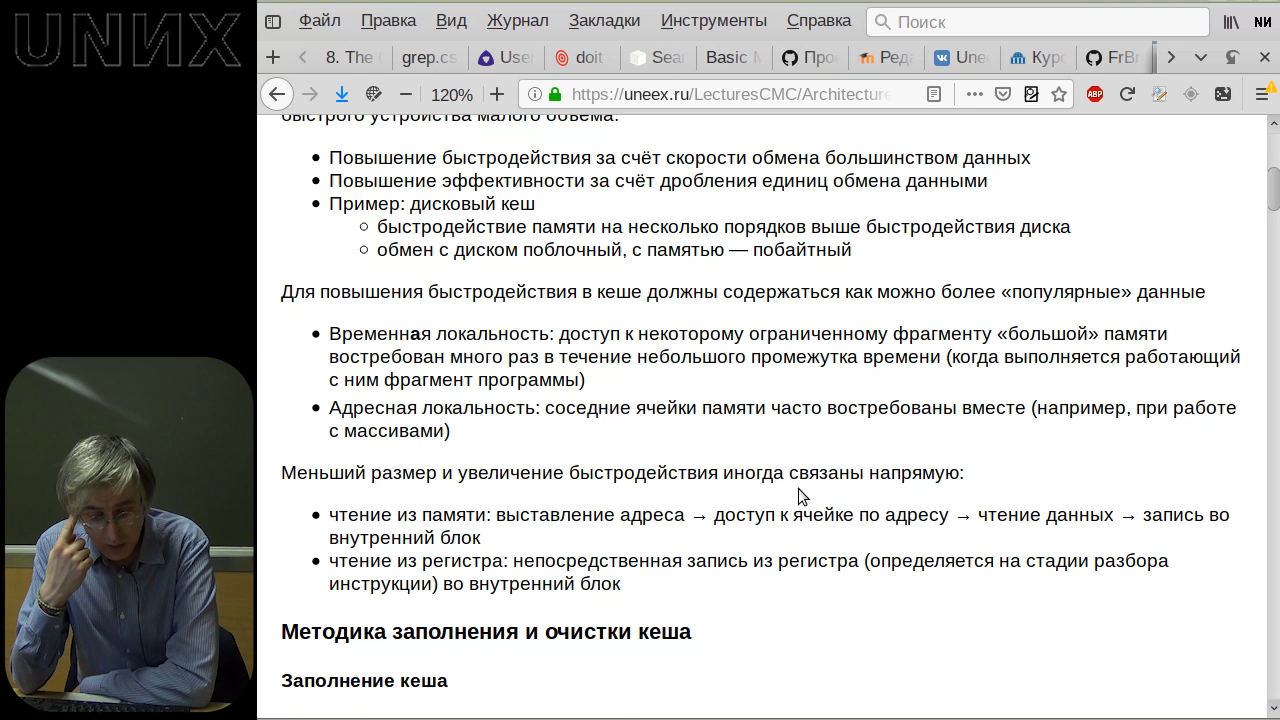 UNИX
Файл Правка Вид Журнал Закладки Инструменты Справка Поиск
8. The grep.cs User doit Sear Basic M Прос Реда Unee Курс FrBr
120% https://uneex.ru/LecturesCMC/Architecture ABP
быстрого устройства малого объёма.
Повышение быстродействия за счёт скорости обмена большинством данных
Повышение эффективности за счёт дробления единиц обмена данными
Пример: дисковый кеш
быстродействие памяти на несколько порядков выше быстродействия диска
обмен с диском поблочный, с памятью — побайтный
Для повышения быстродействия в кеше должны содержаться как можно более «популярные» данные
Временная локальность: доступ к некоторому ограниченному фрагменту «большой» памяти
востребован много раз в течение небольшого промежутка времени (когда выполняется работающий
с ним фрагмент программы)
Адресная локальность: соседние ячейки памяти часто востребованы вместе (например, при работе
с массивами)
Меньший размер и увеличение быстродействия иногда связаны напрямую:
чтение из памяти: выставление адреса → доступ к ячейке по адресу → чтение данных → запись во
внутренний блок
чтение из регистра: непосредственная запись из регистра (определяется на стадии разбора
инструкции) во внутренний блок
Методика заполнения и очистки кеша
Заполнение кеша